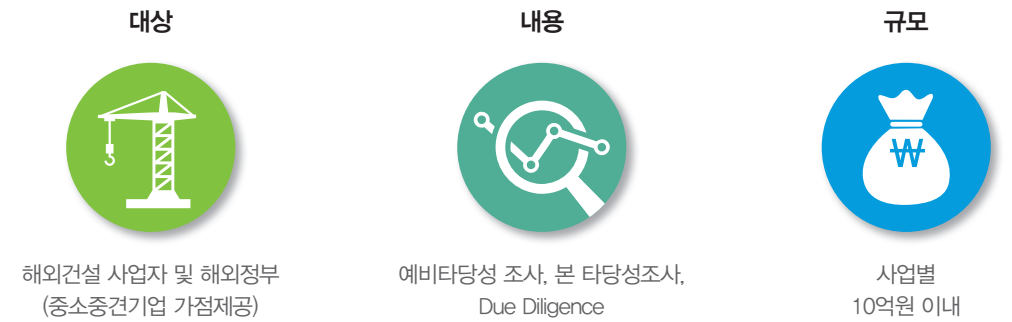 대상
내용
규모
₩
해외건설 사업자 및 해외정부
(중소중견기업 가점제공)
예비타당성 조사, 본 타당성조사,
Due Diligence
사업별
10억원 이내